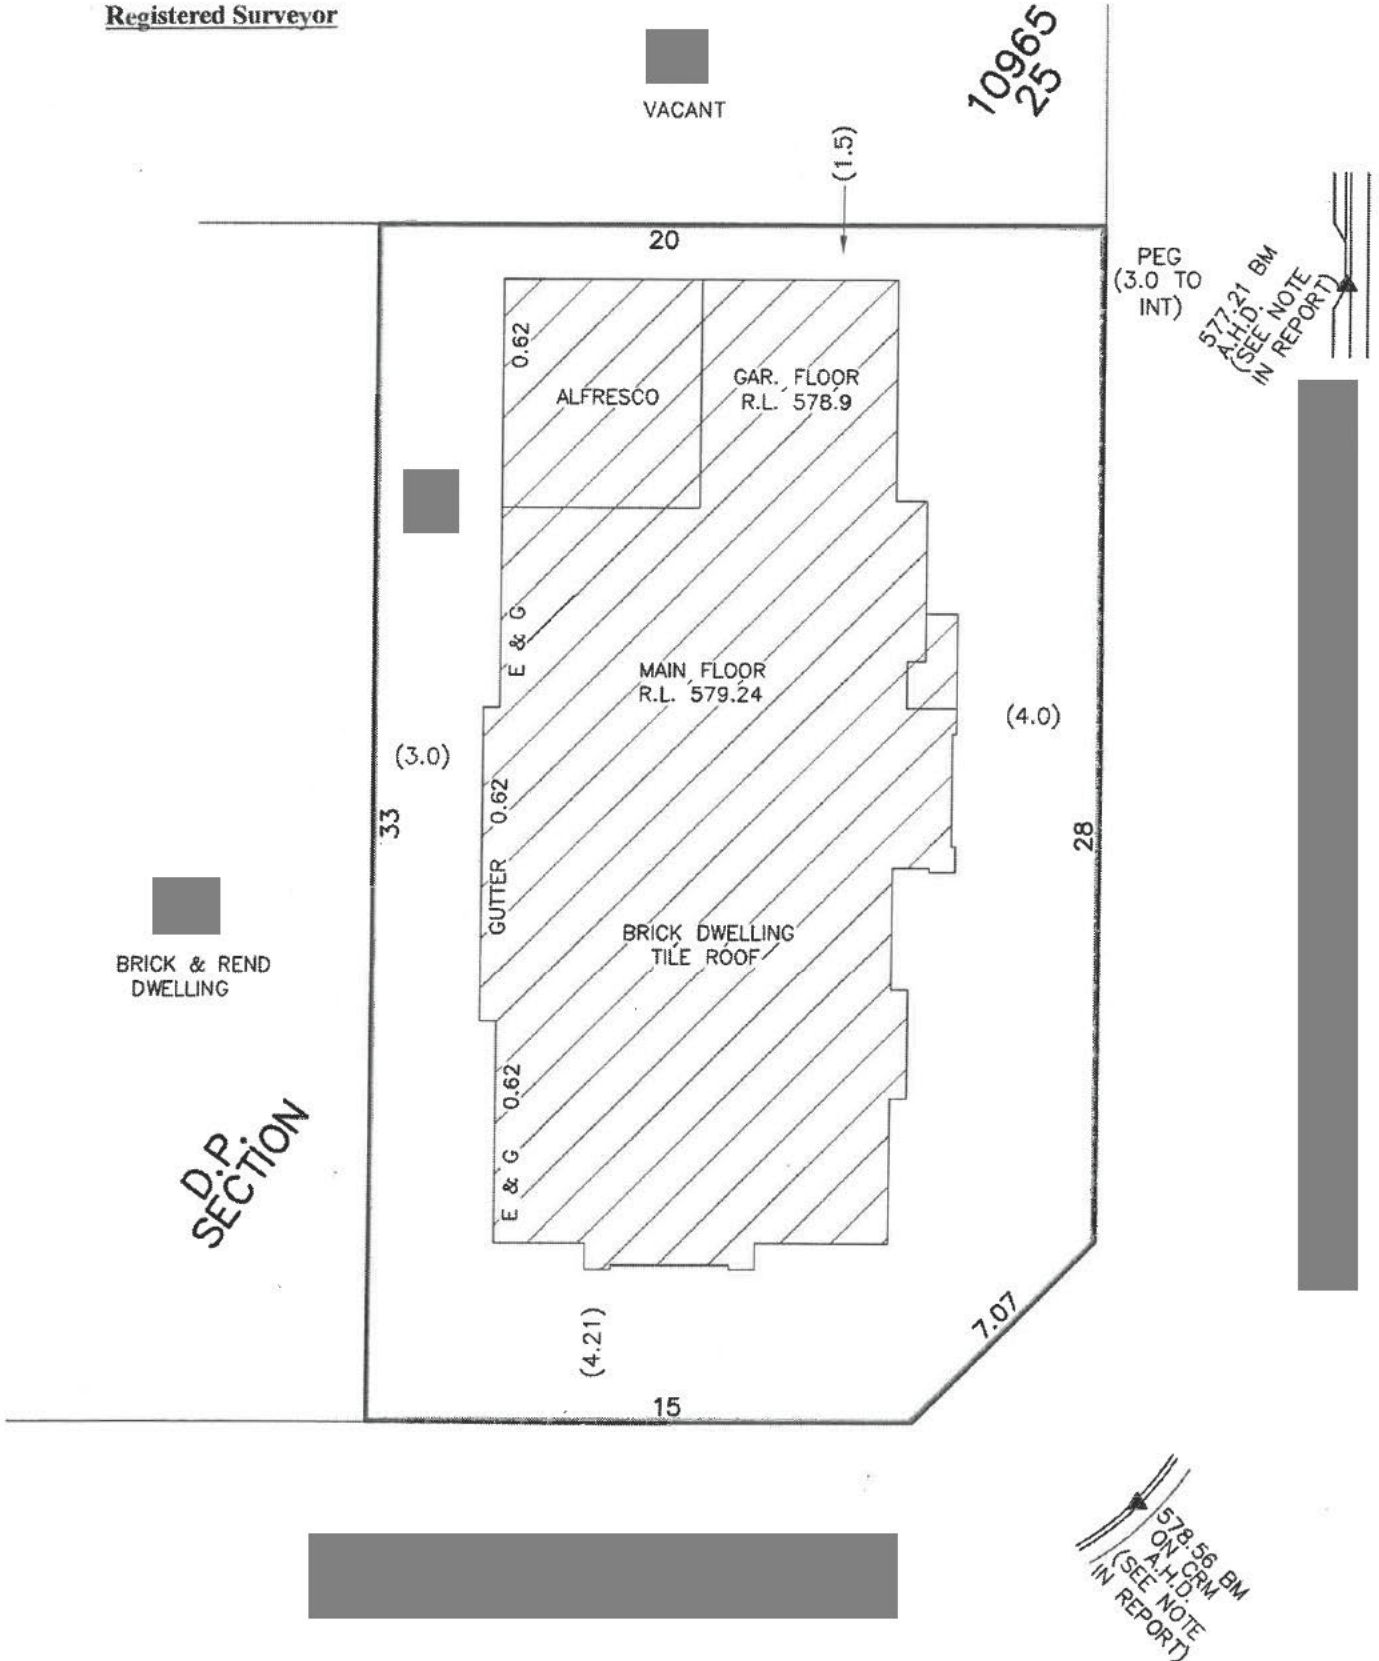 Registered Surveyor
VACANT
10965
25
(1.5)
20
PEG
(3.0 TO
INT)
577.21 BM
A.H.D.
(SEE NOTE
IN REPORT)
0.62
ALFRESCO
GAR. FLOOR
R.L. 578.9
E & G
MAIN FLOOR
R.L. 579.24
(4.0)
(3.0)
33
GUTTER 0.62
28
BRICK DWELLING
TILE ROOF
BRICK & REND
DWELLING
D.P.
SECTION
E & G 0.62
7.07
(4.21)
15
578.56 BM
ON CRM
A.H.D.
(SEE NOTE
IN REPORT)